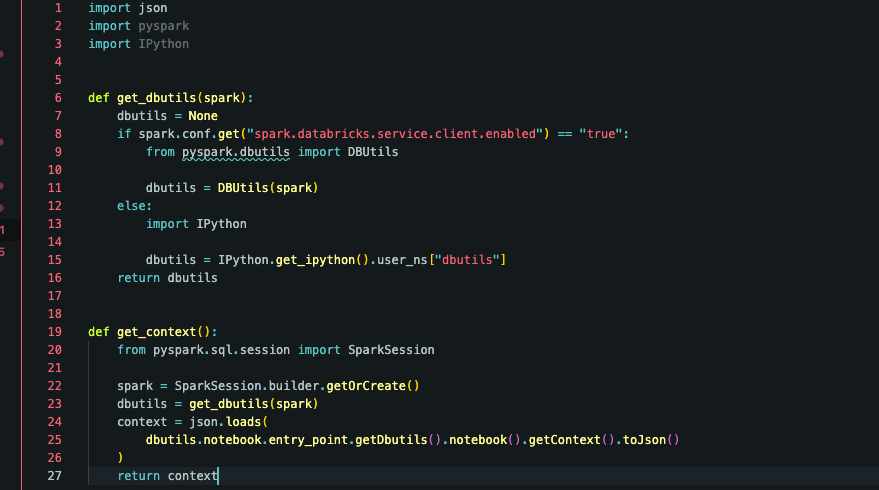 1 import json
2 import pyspark
3 import IPython
4
5
6 def get_dbutils(spark):
7     dbutils = None
8     if spark.conf.get("spark.databricks.service.client.enabled") == "true":
9         from pyspark.dbutils import DBUtils
10
11         dbutils = DBUtils(spark)
12     else:
13         import IPython
14
15         dbutils = IPython.get_ipython().user_ns["dbutils"]
16     return dbutils
17
18
19 def get_context():
20     from pyspark.sql.session import SparkSession
21
22     spark = SparkSession.builder.getOrCreate()
23     dbutils = get_dbutils(spark)
24     context = json.loads(
25         dbutils.notebook.entry_point.getDbutils().notebook().getContext().toJson()
26     )
27     return context